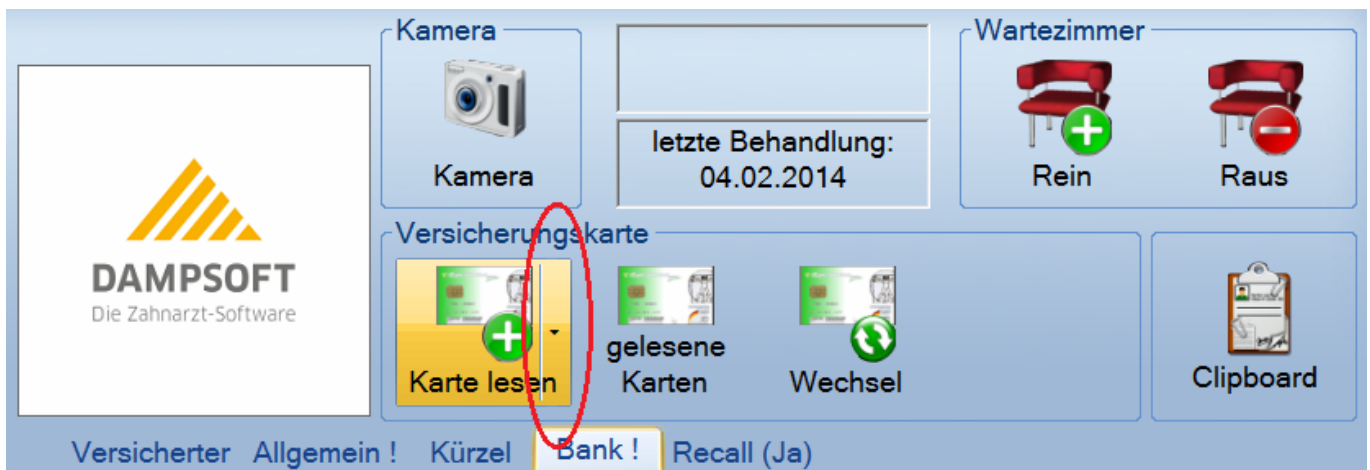 Kamera
Wartezimmer
letzte Behandlung:
04.02.2014
Kamera
Rein
Raus
DAMPSOFT
Die Zahnarzt-Software
Versicherungskarte
Karte lesen
gelesene
Karten
Wechsel
Clipboard
Versicherter Allgemein ! Kürzel Bank ! Recall (Ja)